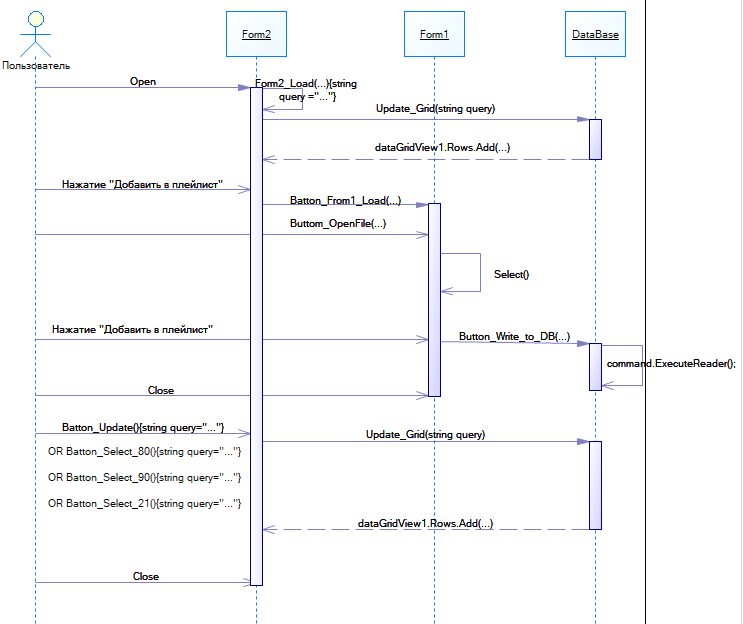 Form2
Form1
DataBase
Пользователь
Open
Form2_Load(...){string
query ="..."}
Update_Grid(string query)
dataGridView1.Rows.Add(...)
Нажатие "Добавить в плейлист"
Batton_From1_Load(...)
Buttom_OpenFile(...)
Select()
Нажатие "Добавить в плейлист"
Button_Write_to_DB(...)
command.ExecuteReader();
Close
Batton_Update(){string query="..."}
Update_Grid(string query)
OR Batton_Select_80(){string query="..."}
OR Batton_Select_90(){string query="..."}
OR Batton_Select_21(){string query="..."}
dataGridView1.Rows.Add(...)
Close